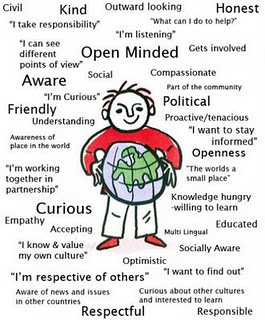 Civil
Kind
Outward looking
Honest
"I take responsibility"
"What can I do to help?"
"I'm listening"
"I can see
different
points of view"
Open Minded
Gets involved
Social
Compassionate
Aware
Part of the community
"I'm Curious"
Political
Friendly
Understanding
Proactive/tenacious
"I want to stay
informed"
Awareness of
place in the world
Openness
"The worlds a
small place"
"I'm working
together in
partnership"
Knowledge hungry
-willing to learn
Curious
Empathy
Accepting
Multi Lingual
Educated
"I know & value
my own culture"
Socially Aware
Optimistic
"I'm respective of others"
"I want to find out"
Aware of news and issues
in other countries
Curious about other cultures
and interested to learn
Respectful
Responsible